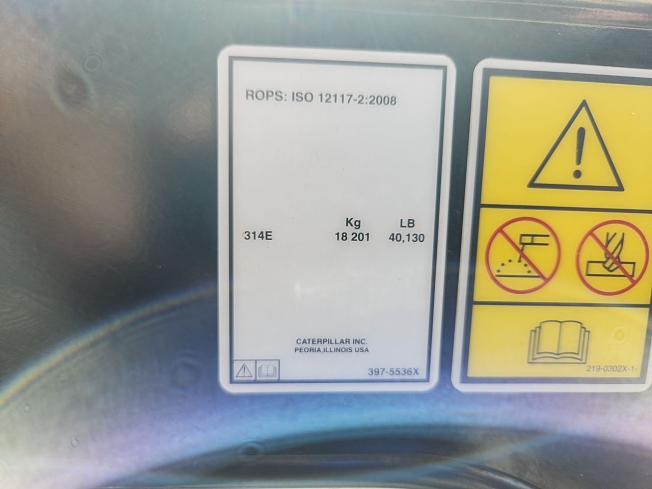 ROPS: ISO 12117-2:2008
Kg LB
314E 18 201 40,130
CATERPILLAR INC.
PEORIA,ILLINOIS USA
397-5536X
219-0302X-1-